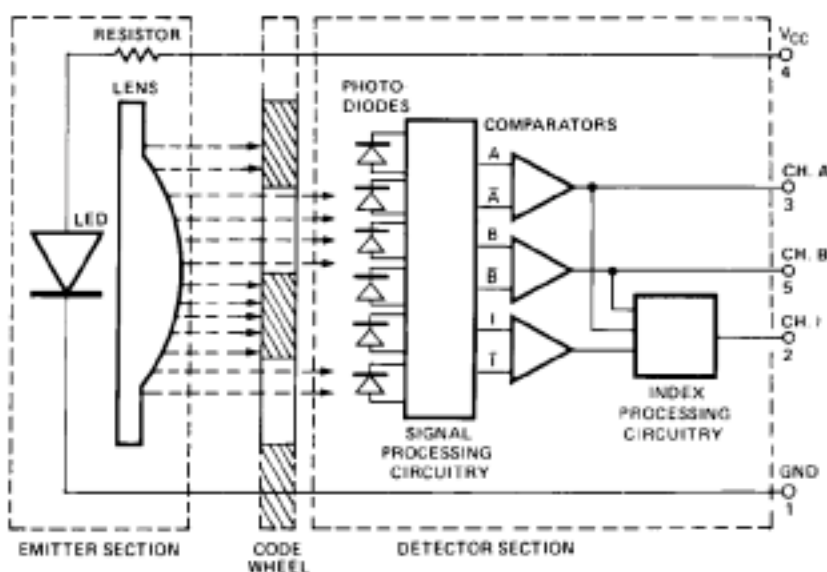 RESISTOR
V_CC
4
LENS
PHOTO-
DIODES
COMPARATORS
A
CH. A
A̅
3
LED
B
CH. B
B̅
5
I
CH. I
2
I̅
INDEX
PROCESSING
CIRCUITRY
SIGNAL
PROCESSING
CIRCUITRY
GND
1
EMITTER SECTION
CODE
WHEEL
DETECTOR SECTION